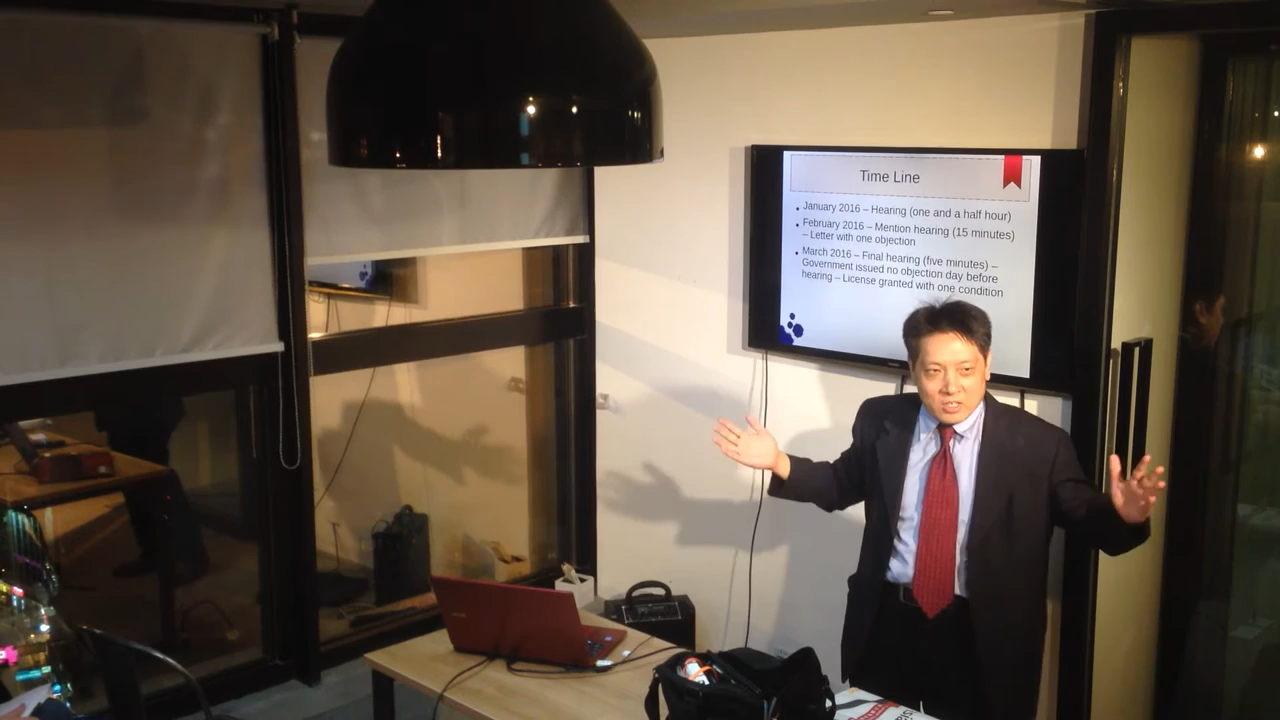 Time Line
• January 2016 – Hearing (one and a half hour)
• February 2016 – Mention hearing (15 minutes)
– Letter with one objection
• March 2016 – Final hearing (five minutes) –
Government issued no objection day before
hearing – License granted with one condition